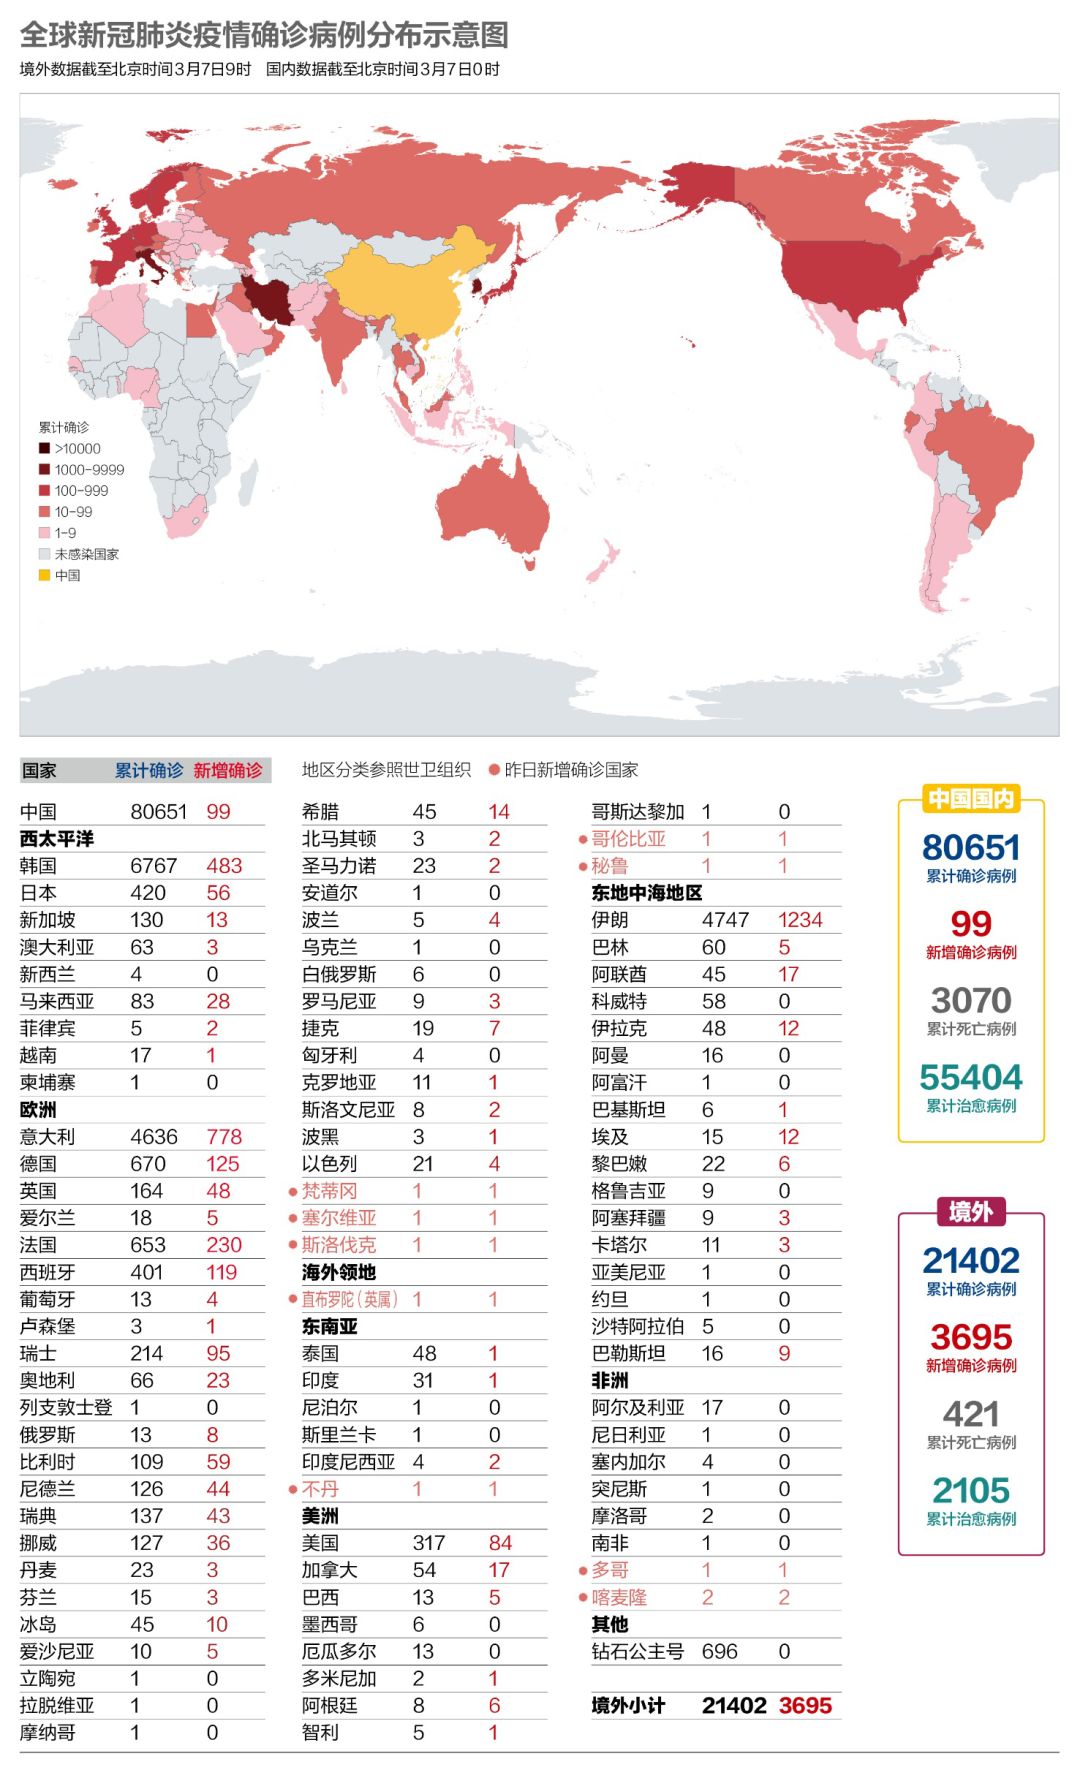 全球新冠肺炎疫情确诊病例分布示意图
境外数据截至北京时间3月7日9时 国内数据截至北京时间3月7日0时
累计确诊
>10000
1000-9999
100-999
10-99
1-9
未感染国家
中国
国家 累计确诊 新增确诊
中国 80651 99
西太平洋
韩国 6767 483
日本 420 56
新加坡 130 13
澳大利亚 63 3
新西兰 4 0
马来西亚 83 28
菲律宾 5 2
越南 17 1
柬埔寨 1 0
欧洲
意大利 4636 778
德国 670 125
英国 164 48
爱尔兰 18 5
法国 653 230
西班牙 401 119
葡萄牙 13 4
卢森堡 3 1
瑞士 214 95
奥地利 66 23
列支敦士登 1 0
俄罗斯 13 8
比利时 109 59
尼德兰 126 44
瑞典 137 43
挪威 127 36
丹麦 23 3
芬兰 15 3
冰岛 45 10
爱沙尼亚 10 5
立陶宛 1 0
拉脱维亚 1 0
摩纳哥 1 0
地区分类参照世卫组织 ●昨日新增确诊国家
希腊 45 14
北马其顿 3 2
圣马力诺 23 2
安道尔 1 0
波兰 5 4
乌克兰 1 0
白俄罗斯 6 0
罗马尼亚 9 3
捷克 19 7
匈牙利 4 0
克罗地亚 11 1
斯洛文尼亚 8 2
波黑 3 1
以色列 21 4
●梵蒂冈 1 1
●塞尔维亚 1 1
●斯洛伐克 1 1
海外领地
●直布罗陀(英属) 1 1
东南亚
泰国 48 1
印度 31 1
尼泊尔 1 0
斯里兰卡 1 0
印度尼西亚 4 2
●不丹 1 1
美洲
美国 317 84
加拿大 54 17
巴西 13 5
墨西哥 6 0
厄瓜多尔 13 0
多米尼加 2 1
阿根廷 8 6
智利 5 1
哥斯达黎加 1 0
●哥伦比亚 1 1
●秘鲁 1 1
东地中海地区
伊朗 4747 1234
巴林 60 5
阿联酋 45 17
科威特 58 0
伊拉克 48 12
阿曼 16 0
阿富汗 1 0
巴基斯坦 6 1
埃及 15 12
黎巴嫩 22 6
格鲁吉亚 9 0
阿塞拜疆 9 3
卡塔尔 11 3
亚美尼亚 1 0
约旦 1 0
沙特阿拉伯 5 0
巴勒斯坦 16 9
非洲
阿尔及利亚 17 0
尼日利亚 1 0
塞内加尔 4 0
突尼斯 1 0
摩洛哥 2 0
南非 1 0
●多哥 1 1
●喀麦隆 2 2
其他
钻石公主号 696 0
境外小计 21402 3695
中国国内
80651
累计确诊病例
99
新增确诊病例
3070
累计死亡病例
55404
累计治愈病例
境外
21402
累计确诊病例
3695
新增确诊病例
421
累计死亡病例
2105
累计治愈病例